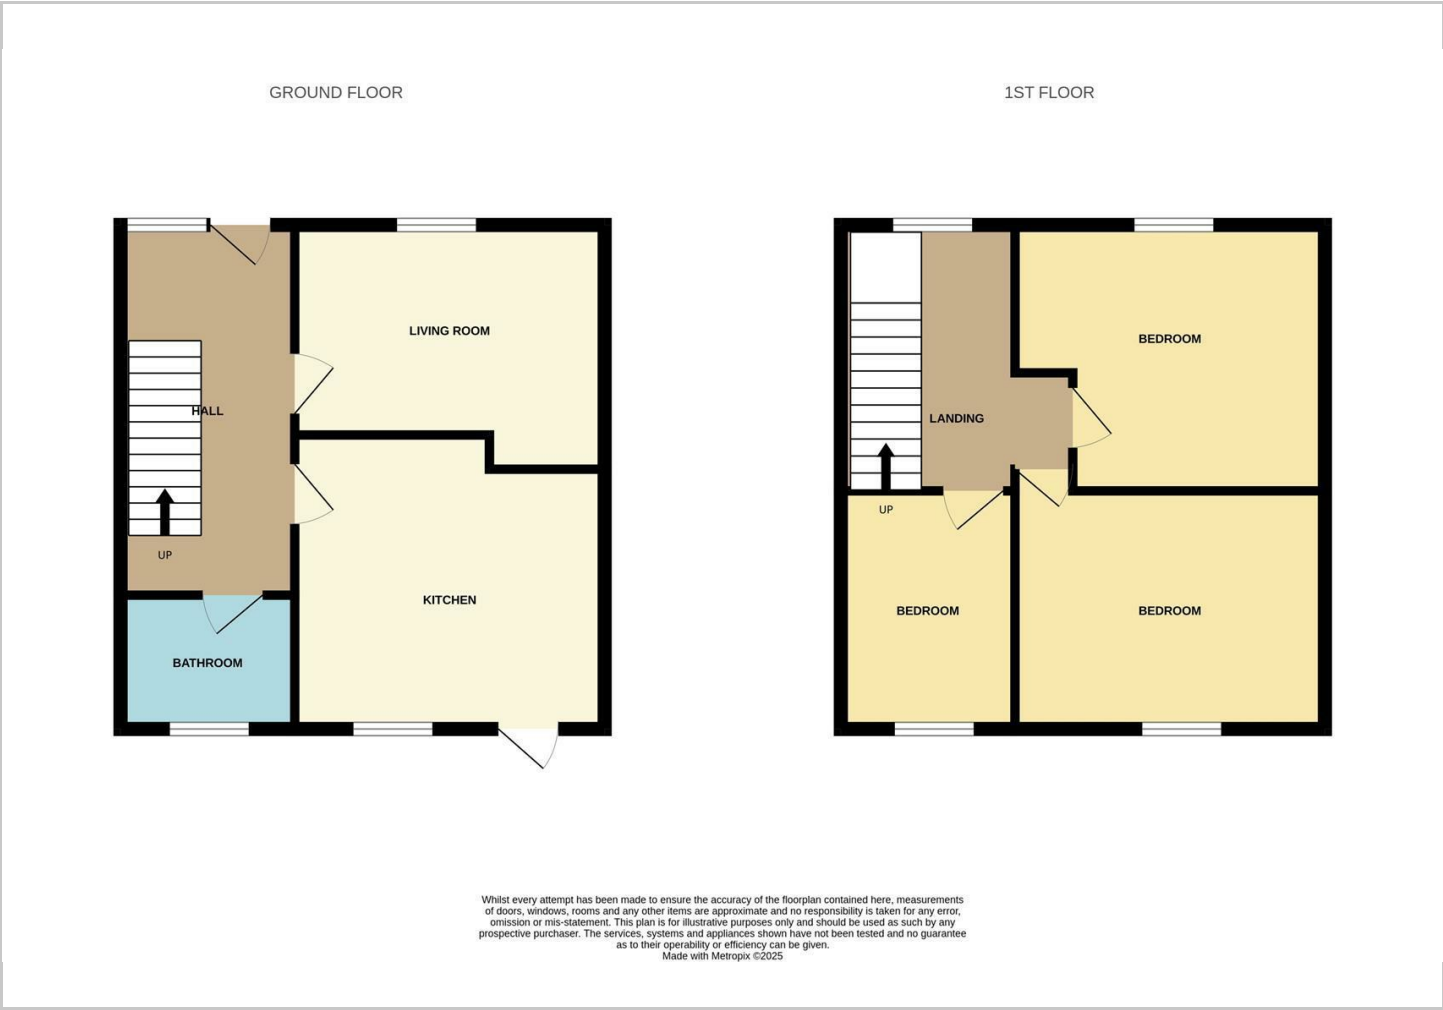 GROUND FLOOR
1ST FLOOR
LIVING ROOM
HALL
UP
KITCHEN
BATHROOM
BEDROOM
LANDING
UP
BEDROOM
BEDROOM
Whilst every attempt has been made to ensure the accuracy of the floorplan contained here, measurements
of doors, windows, rooms and any other items are approximate and no responsibility is taken for any error,
omission or mis-statement. This plan is for illustrative purposes only and should be used as such by any
prospective purchaser. The services, systems and appliances shown have not been tested and no guarantee
as to their operability or efficiency can be given.
Made with Metropix ©2025